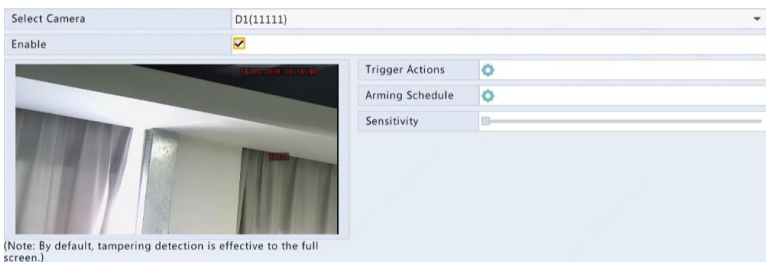 Select Camera
D1(11111)
Enable
Trigger Actions
Arming Schedule
Sensitivity
11111
(Note: By default, tampering detection is effective to the full
screen.)